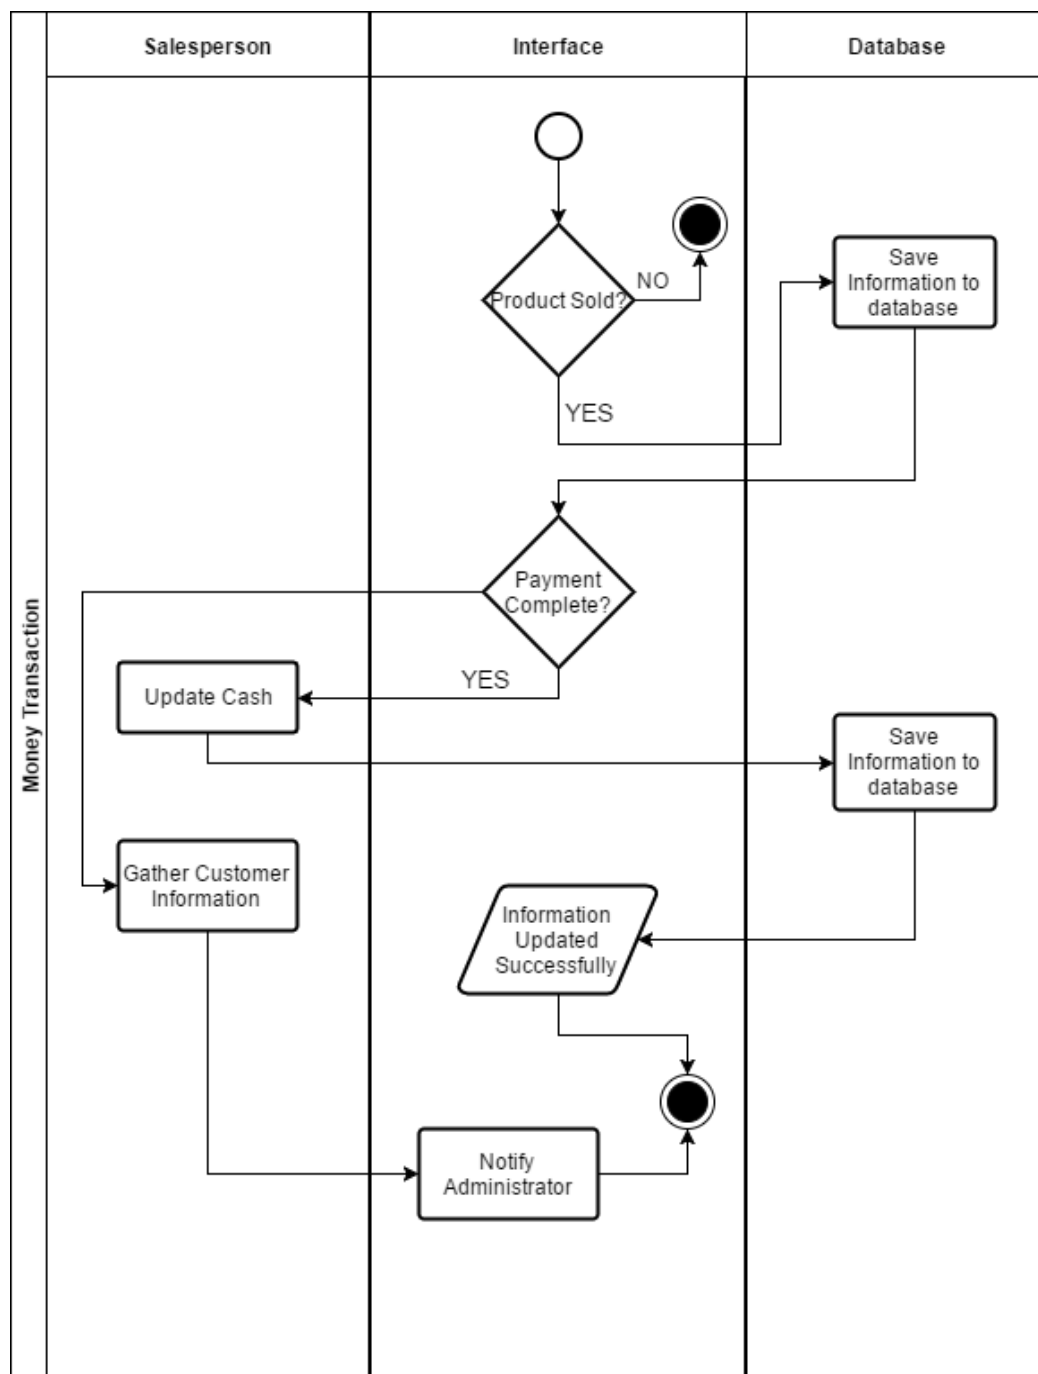 Salesperson
Interface
Database
Money Transaction
Product Sold?
NO
YES
Save
Information to
database
Payment
Complete?
YES
Update Cash
Save
Information to
database
Gather Customer
Information
Information
Updated
Successfully
Notify
Administrator